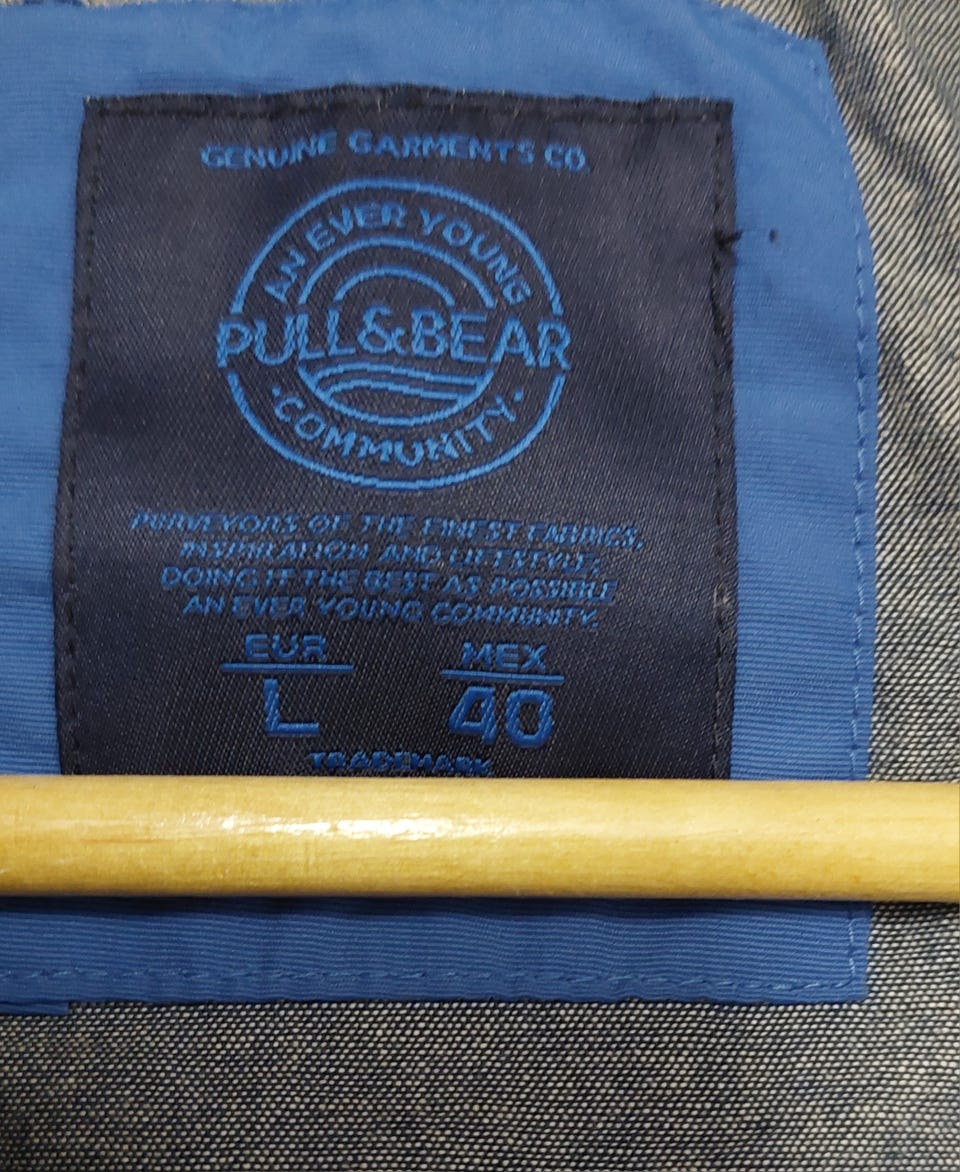 GENUINE GARMENTS CO.
AN EVER YOUNG
PULL&BEAR
·COMMUNITY·
PURVEYORS OF THE FINEST FABRICS,
INSPIRATION AND LIFESTYLE.
DOING IT THE BEST AS POSSIBLE
AN EVER YOUNG COMMUNITY.
EUR MEX
L 40
TRADEMARK